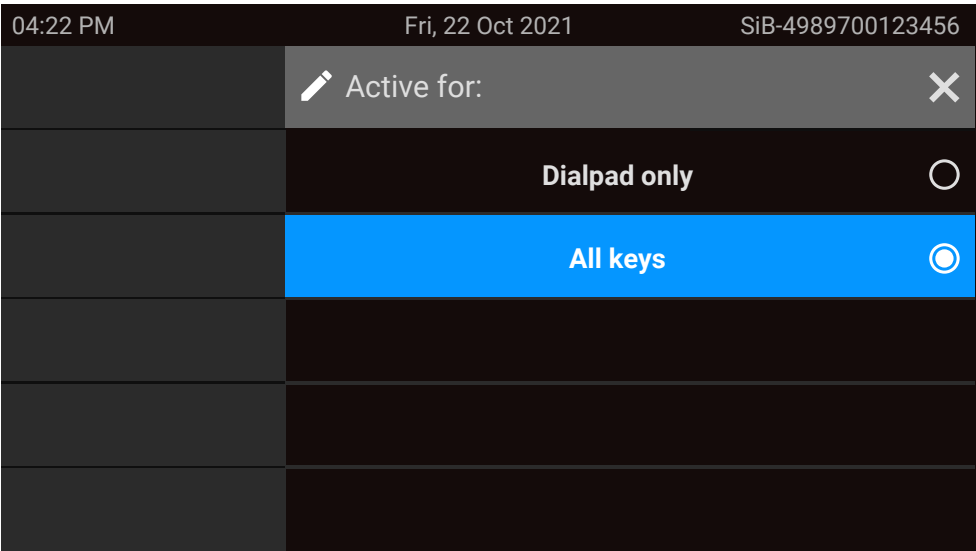 04:22 PM Fri, 22 Oct 2021 SiB-4989700123456
Active for:
Dialpad only
All keys